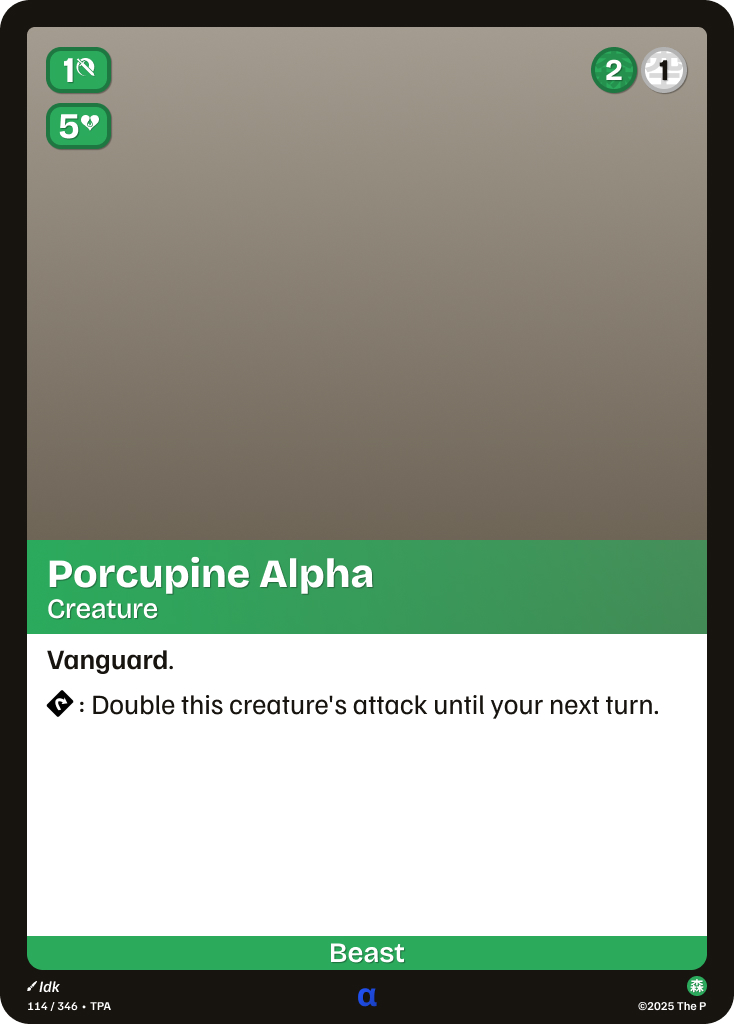 1
2 1
5
Porcupine Alpha
Creature
Vanguard.
: Double this creature's attack until your next turn.
Beast
Idk
114 / 346 • TPA
α
森
©2025 The P